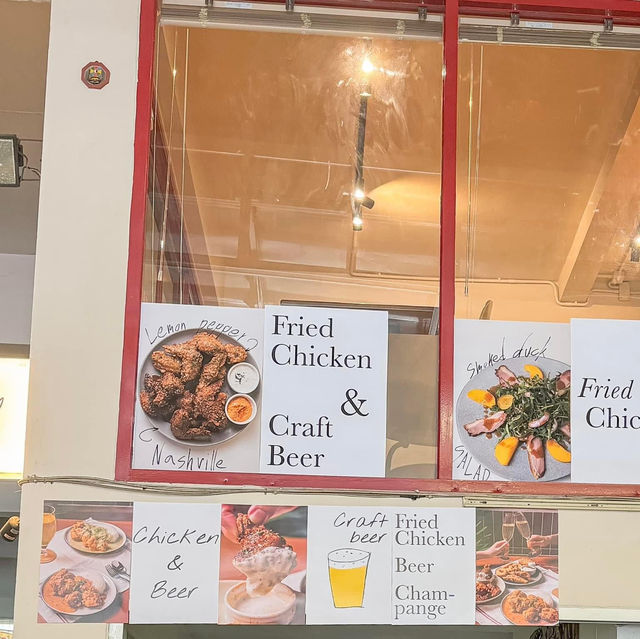 Lemon pepper
Nashville
Fried
Chicken
&
Craft
Beer
Smoked duck
SALAD
Fried
Chic
Chicken
&
Beer
Craft
beer
Fried
Chicken
Beer
Cham-
pange